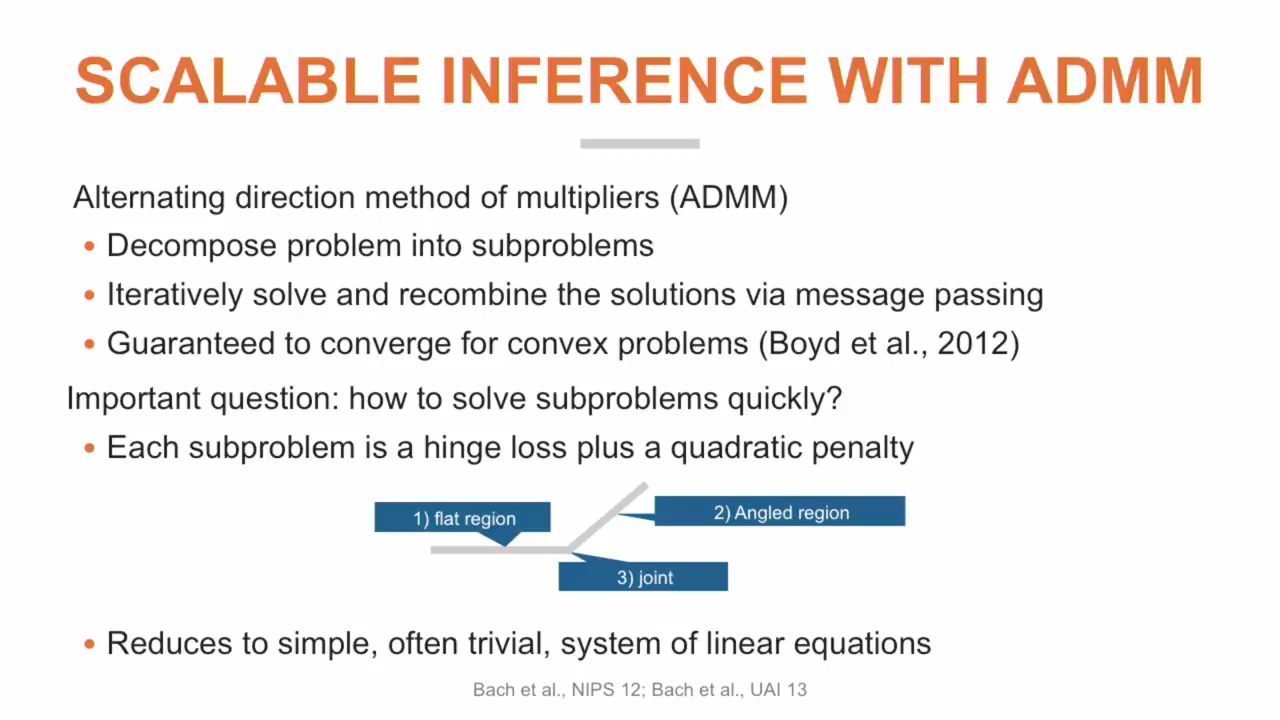 SCALABLE INFERENCE WITH ADMM
Alternating direction method of multipliers (ADMM)
• Decompose problem into subproblems
• Iteratively solve and recombine the solutions via message passing
• Guaranteed to converge for convex problems (Boyd et al., 2012)
Important question: how to solve subproblems quickly?
• Each subproblem is a hinge loss plus a quadratic penalty
1) flat region
2) Angled region
3) joint
• Reduces to simple, often trivial, system of linear equations
Bach et al., NIPS 12; Bach et al., UAI 13